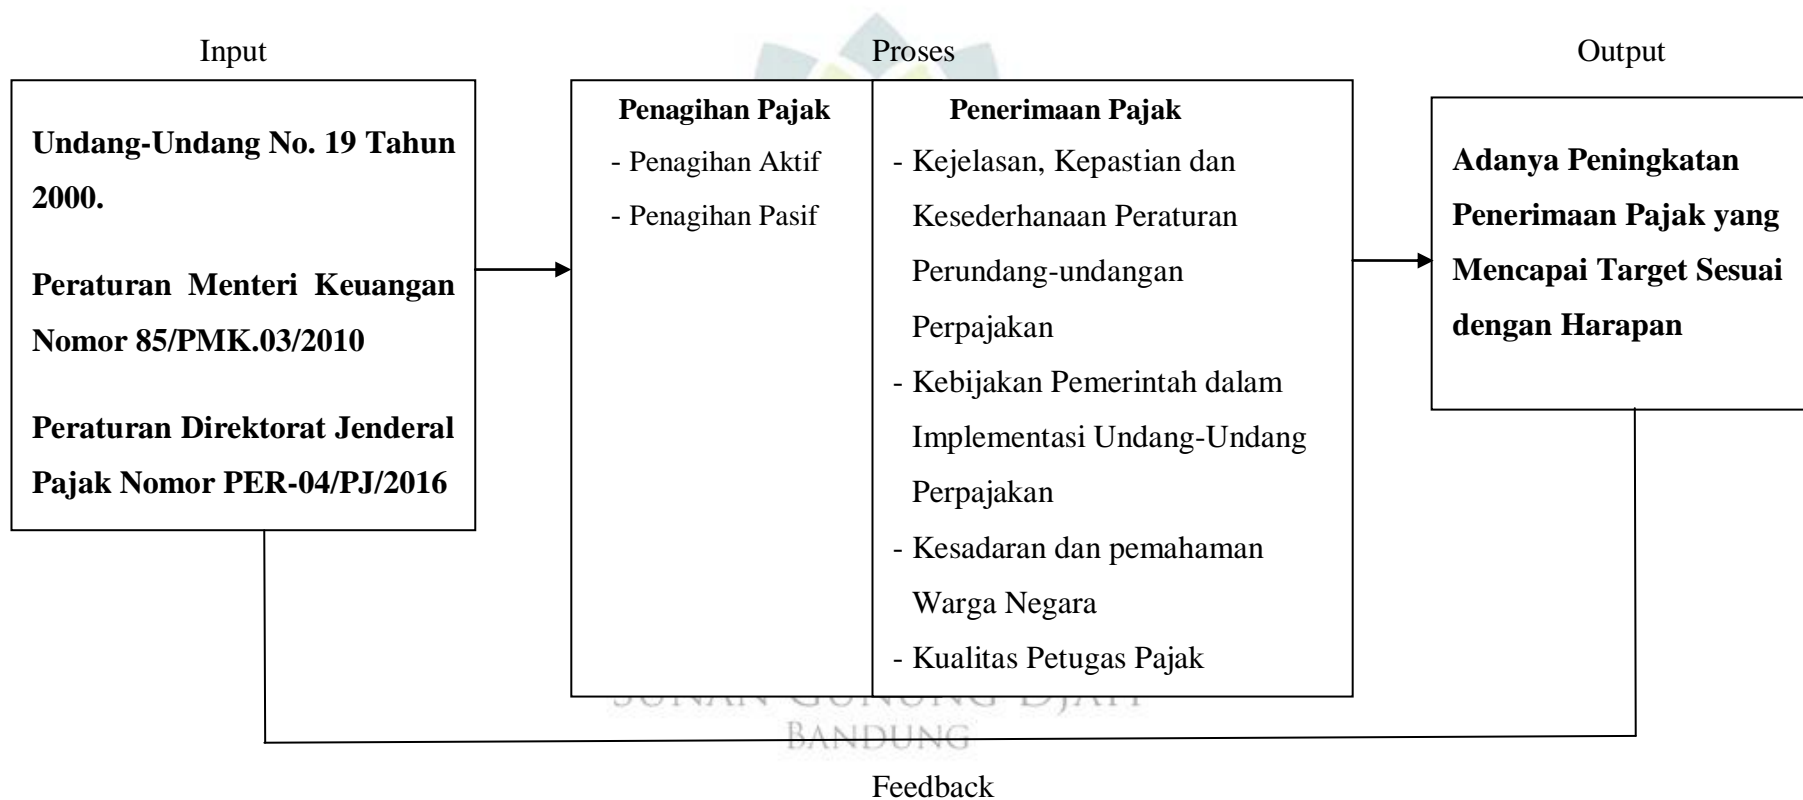 Input
Proses
Output
Undang-Undang No. 19 Tahun
2000.
Peraturan Menteri Keuangan
Nomor 85/PMK.03/2010
Peraturan Direktorat Jenderal
Pajak Nomor PER-04/PJ/2016
Penagihan Pajak
- Penagihan Aktif
- Penagihan Pasif
Penerimaan Pajak
- Kejelasan, Kepastian dan
Kesederhanaan Peraturan
Perundang-undangan
Perpajakan
- Kebijakan Pemerintah dalam
Implementasi Undang-Undang
Perpajakan
- Kesadaran dan pemahaman
Warga Negara
- Kualitas Petugas Pajak
Adanya Peningkatan
Penerimaan Pajak yang
Mencapai Target Sesuai
dengan Harapan
SUNAN GUNUNG DJATI
BANDUNG
Feedback